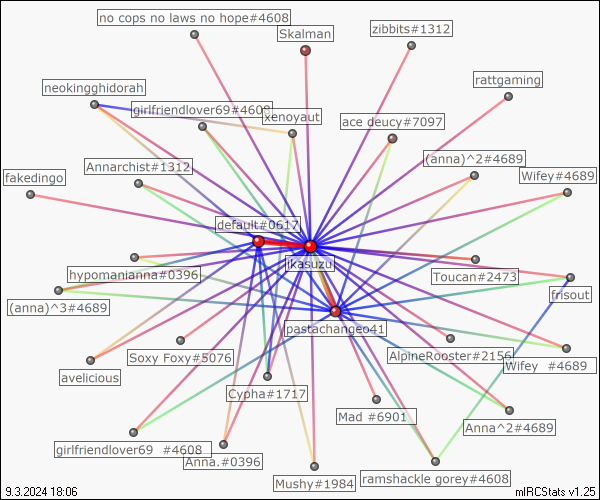 no cops no laws no hope#4608
Skalman
zibbits#1312
rattgaming
neokingghidorah
girlfriendlover69#4608
xenoyaut
ace deucy#7097
(anna)^2#4689
Wifey#4689
Annarchist#1312
fakedingo
default#0617
jkasuzu
hypomanianna#0396
Toucan#2473
frisout
(anna)^3#4689
pastachangeo41
Soxy Foxy#5076
AlpineRooster#2156
Wifey #4689
avelicious
Cypha#1717
Mad #6901
Anna^2#4689
girlfriendlover69 #4608
Anna.#0396
Mushy#1984
ramshackle gorey#4608
9.3.2024 18:06
mIRCStats v1.25